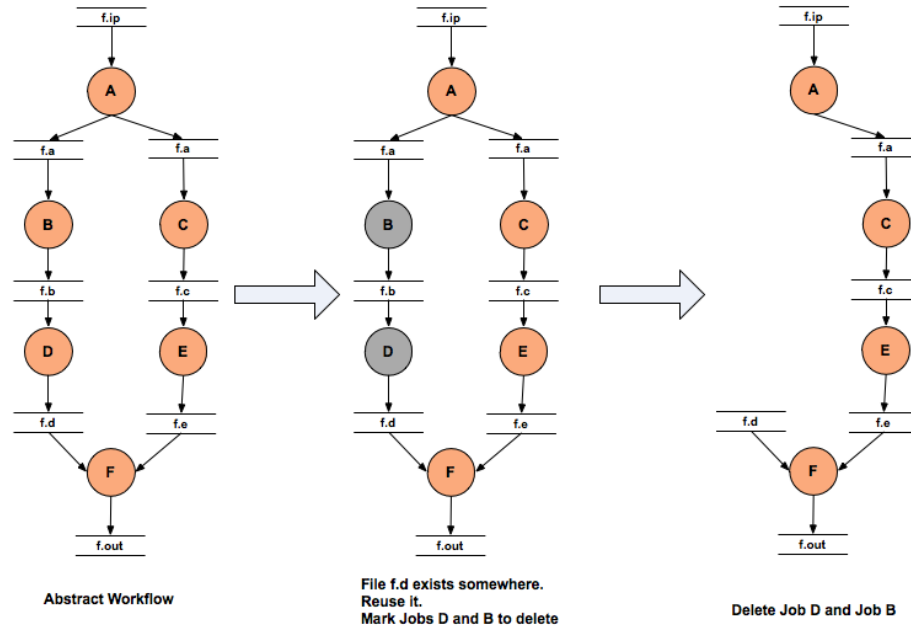 f.ip
A
f.a
f.a
B
C
f.b
f.c
D
E
f.d
f.e
F
f.out
Abstract Workflow
f.ip
A
f.a
f.a
B
C
f.b
f.c
D
E
f.d
f.e
F
f.out
File f.d exists somewhere.
Reuse it.
Mark Jobs D and B to delete
f.ip
A
f.a
C
f.c
E
f.d
f.e
F
f.out
Delete Job D and Job B